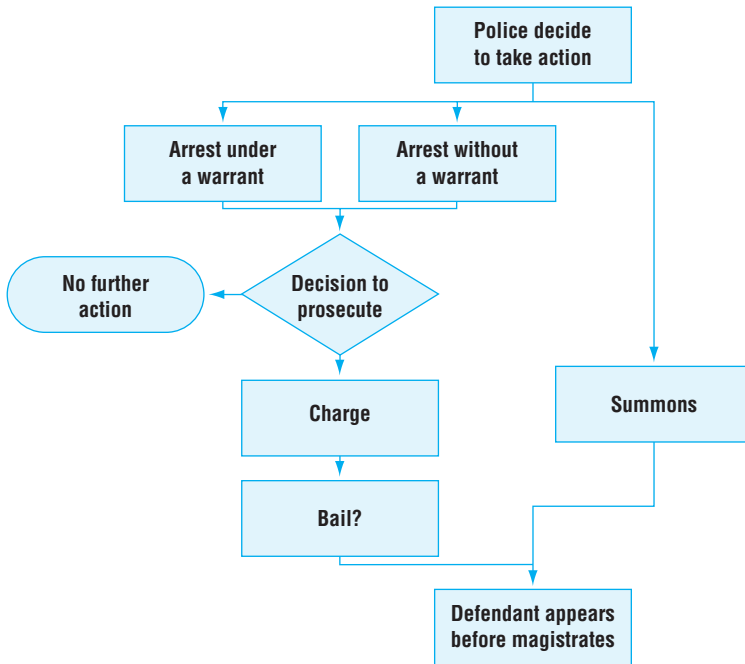 Police decide
to take action
Arrest under
a warrant
Arrest without
a warrant
No further
action
Decision to
prosecute
Charge
Summons
Bail?
Defendant appears
before magistrates